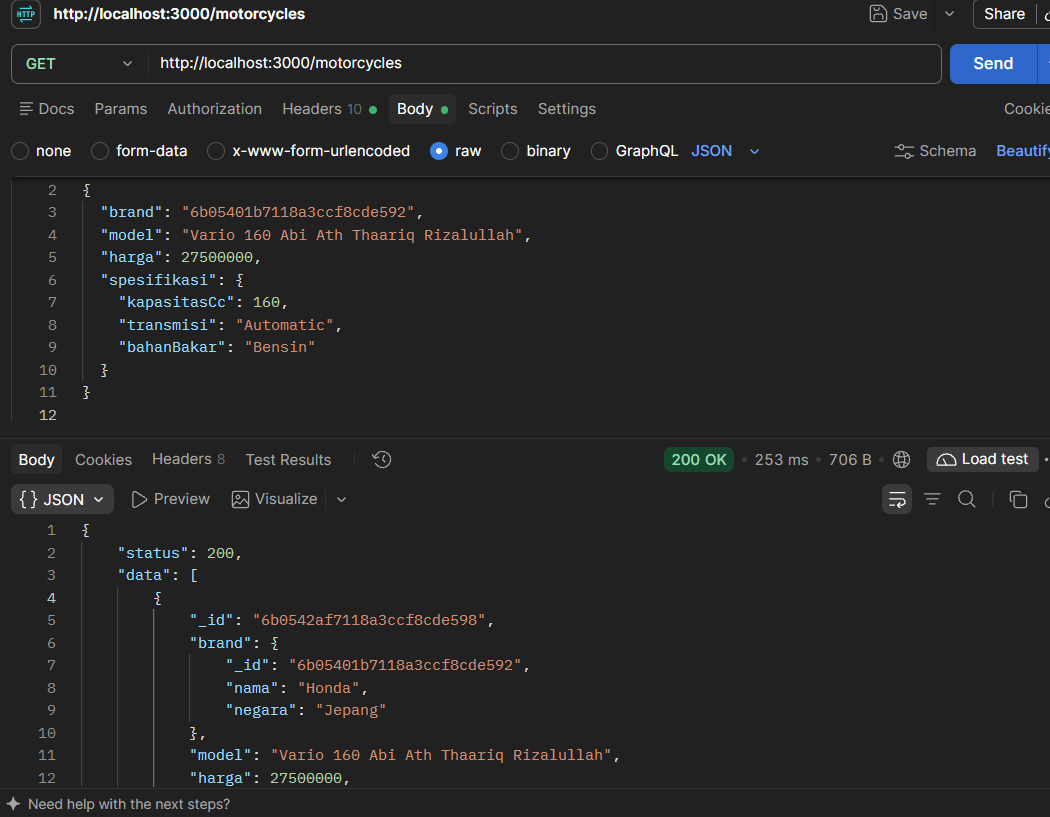 HTTP http://localhost:3000/motorcycles Save Share
GET http://localhost:3000/motorcycles Send
Docs Params Authorization Headers 10 Body Scripts Settings Cookie
none form-data x-www-form-urlencoded raw binary GraphQL JSON Schema Beautify
2 {
3 "brand": "6b05401b7118a3ccf8cde592",
4 "model": "Vario 160 Abi Ath Thaariq Rizalullah",
5 "harga": 27500000,
6 "spesifikasi": {
7 "kapasitasCc": 160,
8 "transmisi": "Automatic",
9 "bahanBakar": "Bensin"
10 }
11 }
12
Body Cookies Headers 8 Test Results 200 OK • 253 ms • 706 B • Load test
{} JSON Preview Visualize
1 {
2 "status": 200,
3 "data": [
4 {
5 "_id": "6b0542af7118a3ccf8cde598",
6 "brand": {
7 "_id": "6b05401b7118a3ccf8cde592",
8 "nama": "Honda",
9 "negara": "Jepang"
10 },
11 "model": "Vario 160 Abi Ath Thaariq Rizalullah",
12 "harga": 27500000,
Need help with the next steps?